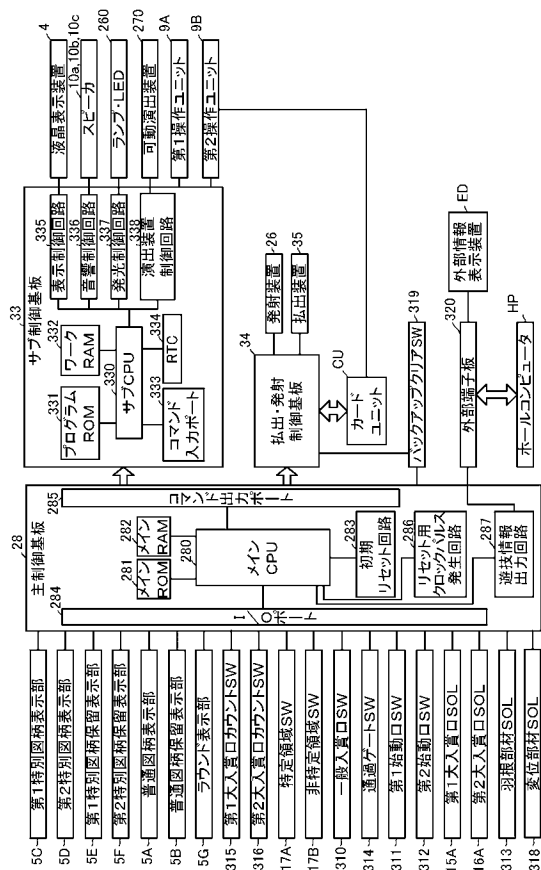 5C 第1特別図柄表示部
5D 第2特別図柄表示部
5E 第1特別図柄保留表示部
5F 第2特別図柄保留表示部
5A 普通図柄表示部
5B 普通図柄保留表示部
5G ラウンド表示部
315 第1大入賞口カウントSW
316 第2大入賞口カウントSW
17A 特定領域SW
17B 非特定領域SW
310 一般入賞口SW
314 通過ゲートSW
311 第1始動口SW
312 第2始動口SW
15A 第1大入賞口SOL
16A 第2大入賞口SOL
313 羽根部材SOL
318 変位部材SOL
28
主制御基板
284
I/Oポート
281
メイン
ROM
282
メイン
RAM
280
メイン
CPU
285
コマンド出力ポート
283
初期
リセット回路
286
リセット用
クロックパルス
発生回路
287
遊技情報
出力回路
33
サブ制御基板
331
プログラム
ROM
332
ワーク
RAM
330
サブCPU
333
コマンド
入力ポート
334
RTC
335
表示制御回路
336
音響制御回路
337
発光制御回路
338
演出装置
制御回路
4
液晶表示装置
10a,10b,10c
スピーカ
260
ランプ・LED
270
可動演出装置
9A
第1操作ユニット
9B
第2操作ユニット
34
払出・発射
制御基板
26
発射装置
35
払出装置
CU
カード
ユニット
319
バックアップクリアSW
320
外部端子板
ED
外部情報
表示装置
HP
ホールコンピュータ